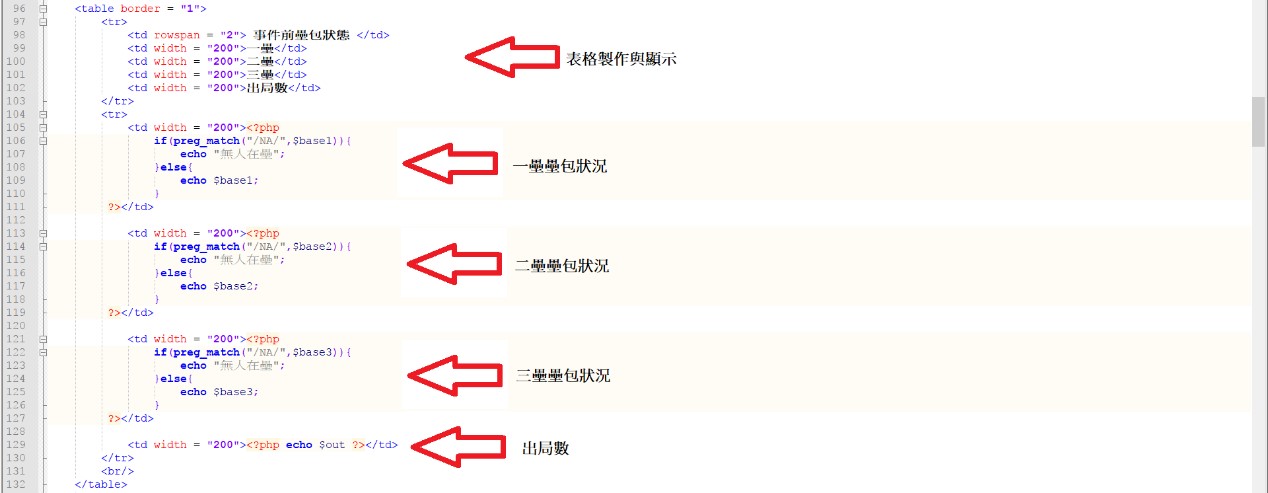 96 <table border = "1">
97 <tr>
98 <td rowspan = "2"> 事件前壘包狀態 </td>
99 <td width = "200">一壘</td>
表格製作與顯示
100 <td width = "200">二壘</td>
101 <td width = "200">三壘</td>
102 <td width = "200">出局數</td>
103 </tr>
104 <tr>
105 <td width = "200"><?php
106 if(preg_match("/NA/",$base1)){
107 echo "無人在壘";
108 }else{
一壘壘包狀況
109 echo $base1;
110 }
111 ?></td>
112
113 <td width = "200"><?php
114 if(preg_match("/NA/",$base2)){
115 echo "無人在壘";
二壘壘包狀況
116 }else{
117 echo $base2;
118 }
119 ?></td>
120
121 <td width = "200"><?php
122 if(preg_match("/NA/",$base3)){
123 echo "無人在壘";
124 }else{
三壘壘包狀況
125 echo $base3;
126 }
127 ?></td>
128
129 <td width = "200"><?php echo $out ?></td>
出局數
130 </tr>
131 <br/>
132 </table>